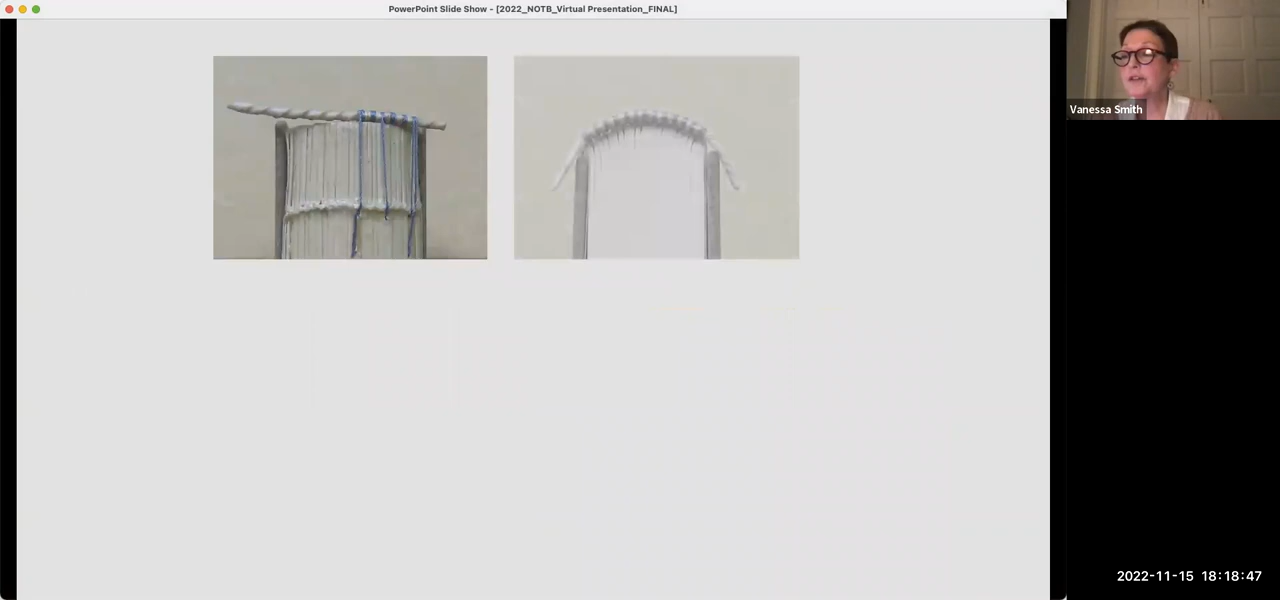 PowerPoint Slide Show - [2022_NOTB_Virtual Presentation_FINAL]
Vanessa Smith
2022-11-15 18:18:47